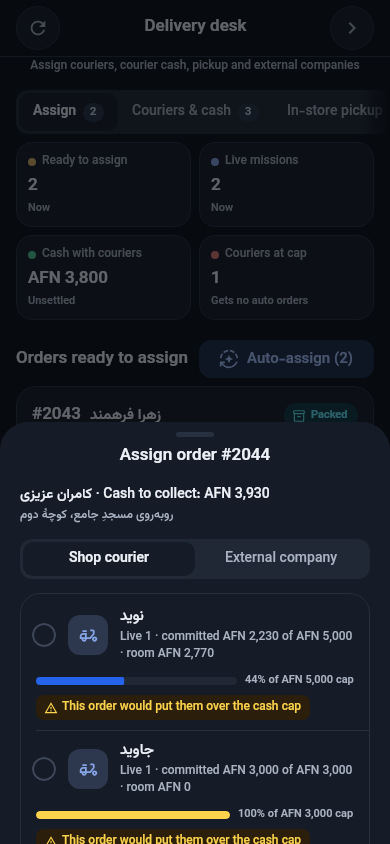 Delivery desk
Assign couriers, courier cash, pickup and external companies
Assign 2
Couriers & cash 3
In-store pickup
Ready to assign
2
Now
Live missions
2
Now
Cash with couriers
AFN 3,800
Unsettled
Couriers at cap
1
Gets no auto orders
Orders ready to assign
Auto-assign (2)
#2043 زهرا فرهمند
Packed
Assign order #2044
کامران عزیزی · Cash to collect: AFN 3,930
روبه‌روی مسجدِ جامع، کوچهٔ دوم
Shop courier
External company
نوید
Live 1 · committed AFN 2,230 of AFN 5,000
· room AFN 2,770
44% of AFN 5,000 cap
This order would put them over the cash cap
جاوید
Live 1 · committed AFN 3,000 of AFN 3,000
· room AFN 0
100% of AFN 3,000 cap
This order would put them over the cash cap